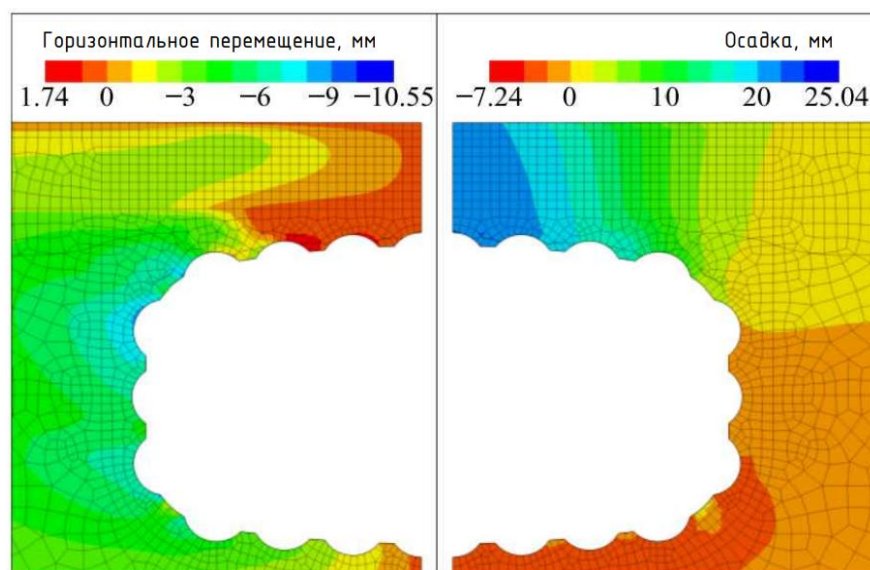 Горизонтальное перемещение, мм
1.74 0 −3 −6 −9 −10.55
Осадка, мм
−7.24 0 10 20 25.04